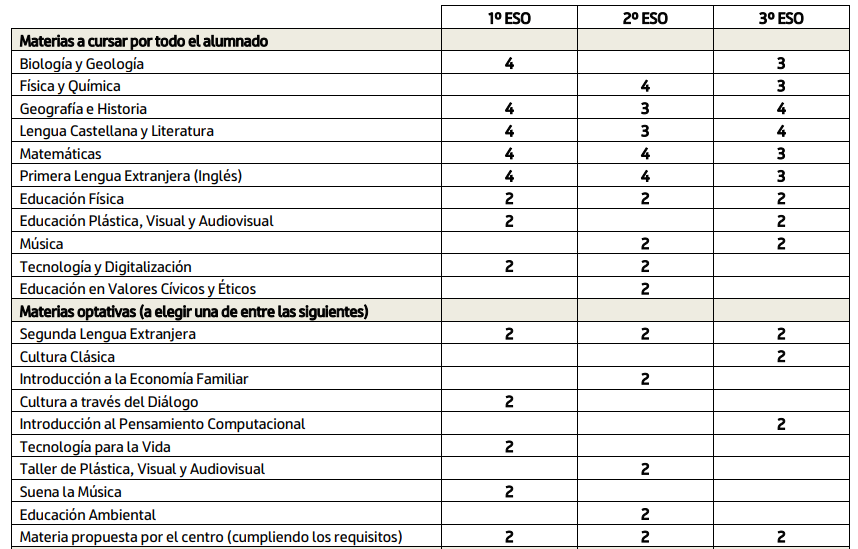 1º ESO 2º ESO 3º ESO
Materias a cursar por todo el alumnado
Biología y Geología 4 3
Física y Química 4 3
Geografía e Historia 4 3 4
Lengua Castellana y Literatura 4 3 4
Matemáticas 4 4 3
Primera Lengua Extranjera (Inglés) 4 4 3
Educación Física 2 2 2
Educación Plástica, Visual y Audiovisual 2 2
Música 2 2
Tecnología y Digitalización 2 2
Educación en Valores Cívicos y Éticos 2
Materias optativas (a elegir una de entre las siguientes)
Segunda Lengua Extranjera 2 2 2
Cultura Clásica 2
Introducción a la Economía Familiar 2
Cultura a través del Diálogo 2
Introducción al Pensamiento Computacional 2
Tecnología para la Vida 2
Taller de Plástica, Visual y Audiovisual 2
Suena la Música 2
Educación Ambiental 2
Materia propuesta por el centro (cumpliendo los requisitos) 2 2 2